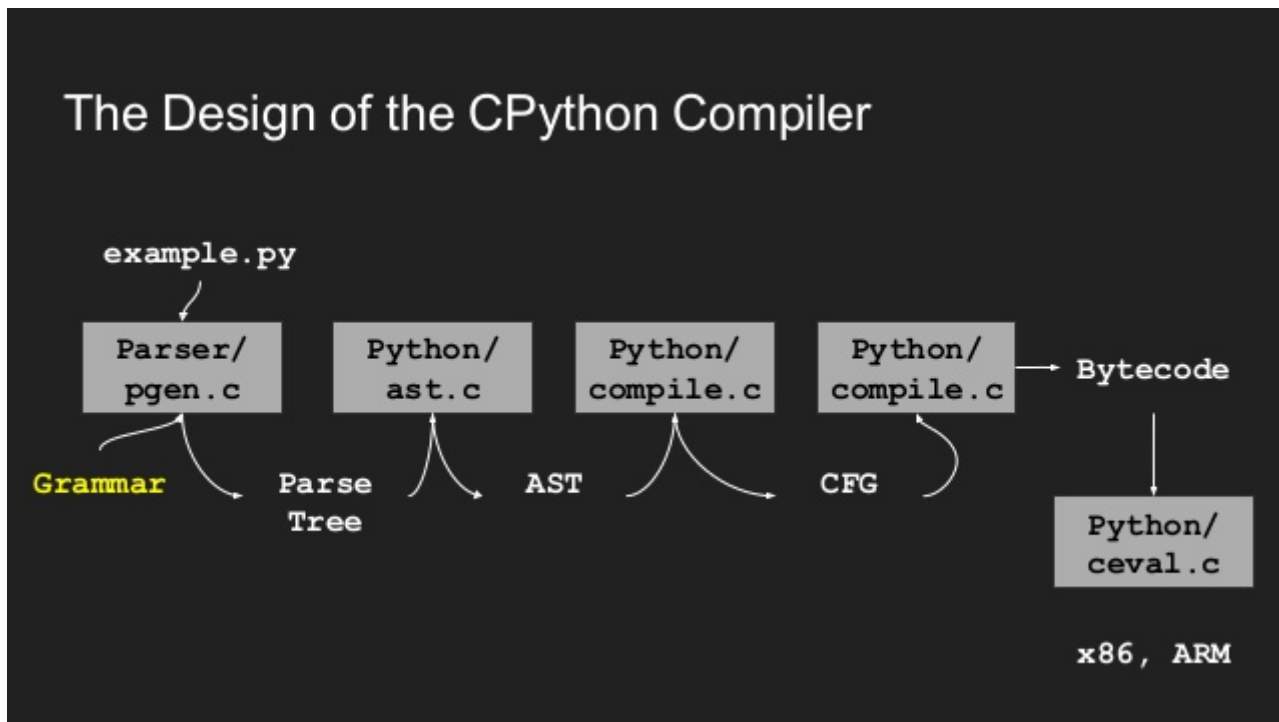 The Design of the CPython Compiler
example.py
Parser/
pgen.c
Python/
ast.c
Python/
compile.c
Python/
compile.c
Bytecode
Grammar
Parse
Tree
AST
CFG
Python/
ceval.c
x86, ARM